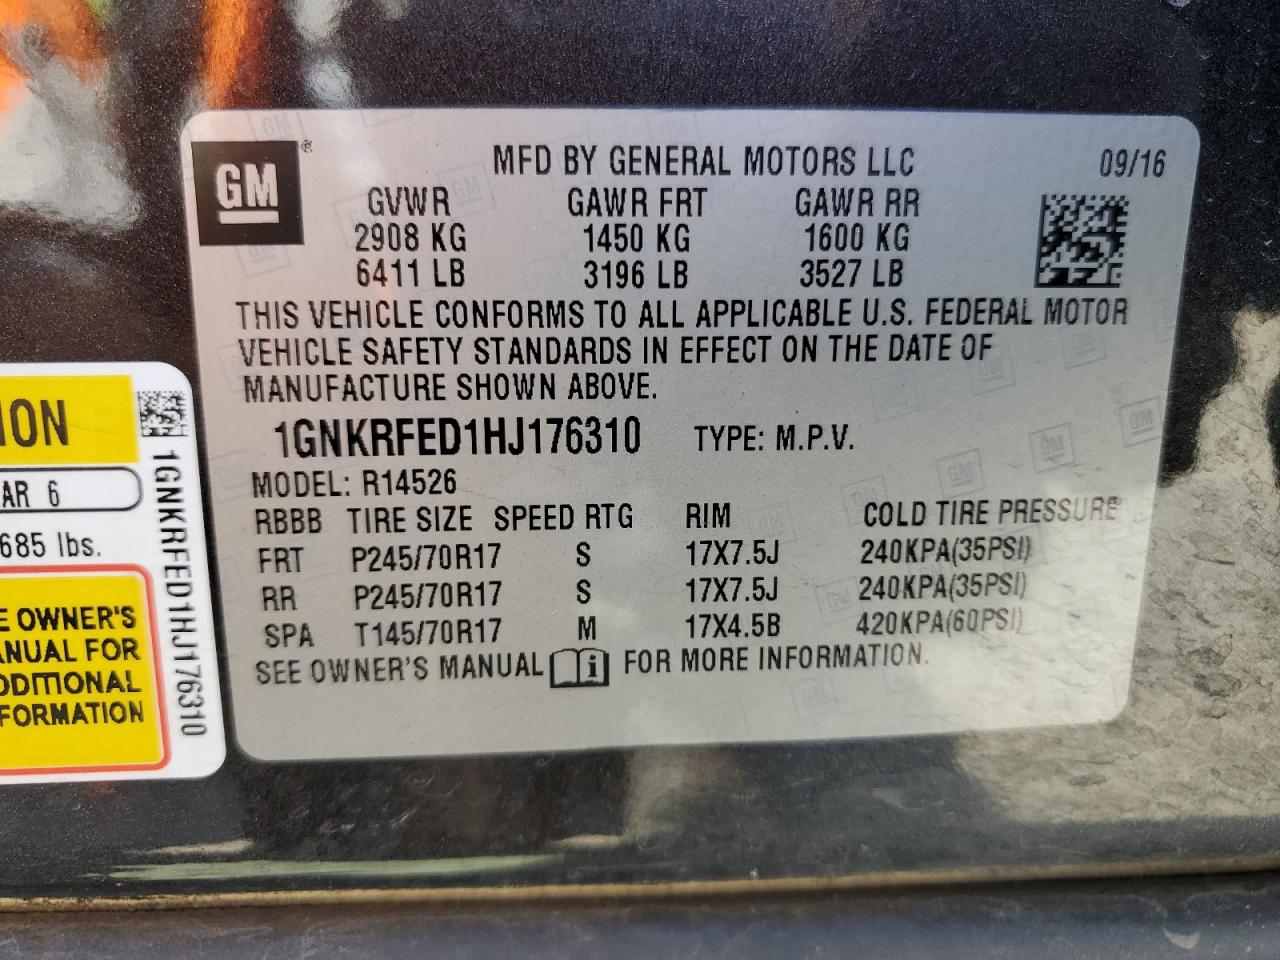 GM®
MFD BY GENERAL MOTORS LLC 09/16
GVWR GAWR FRT GAWR RR
2908 KG 1450 KG 1600 KG
6411 LB 3196 LB 3527 LB
THIS VEHICLE CONFORMS TO ALL APPLICABLE U.S. FEDERAL MOTOR
VEHICLE SAFETY STANDARDS IN EFFECT ON THE DATE OF
MANUFACTURE SHOWN ABOVE.
1GNKRFED1HJ176310 TYPE: M.P.V.
MODEL: R14526
RBBB TIRE SIZE SPEED RTG RIM COLD TIRE PRESSURE
FRT P245/70R17 S 17X7.5J 240KPA(35PSI)
RR P245/70R17 S 17X7.5J 240KPA(35PSI)
SPA T145/70R17 M 17X4.5B 420KPA(60PSI)
SEE OWNER'S MANUAL i FOR MORE INFORMATION.
ION
AR 6
685 lbs.
E OWNER'S
ANUAL FOR
DDITIONAL
FORMATION
1GNKRFED1HJ176310